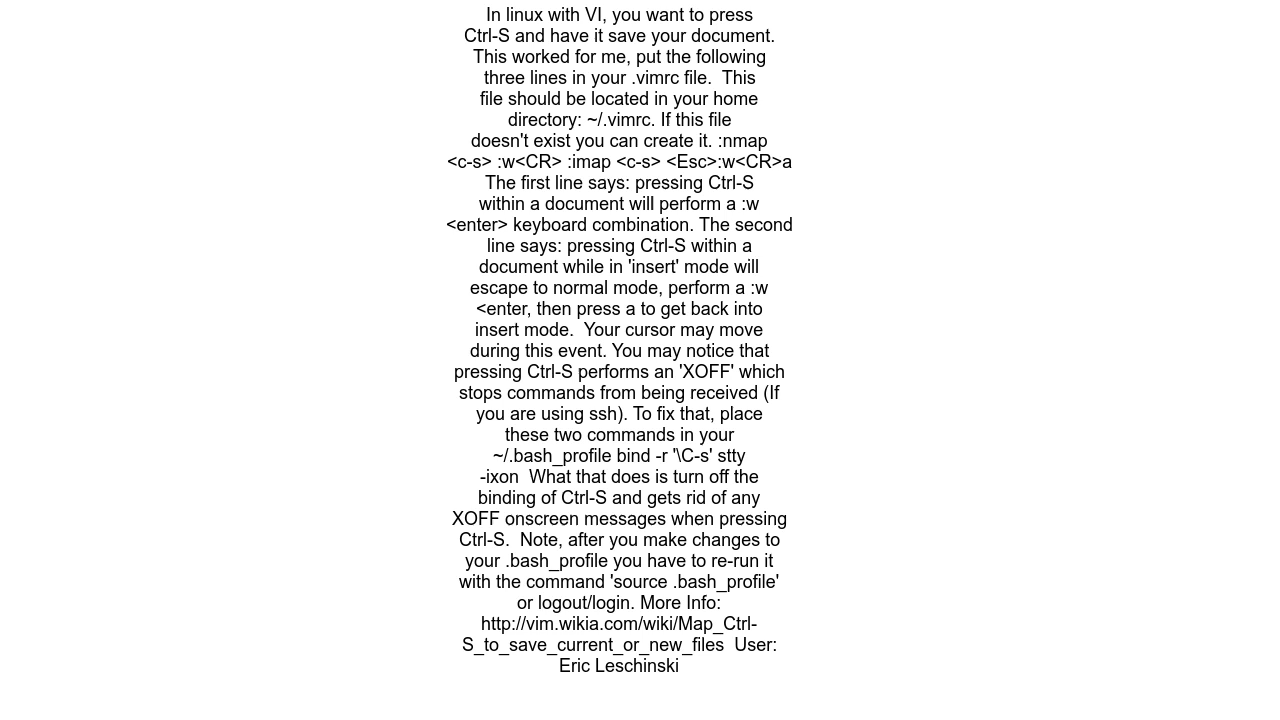 In linux with VI, you want to press
Ctrl-S and have it save your document.
This worked for me, put the following
three lines in your .vimrc file.  This
file should be located in your home
directory: ~/.vimrc. If this file
doesn't exist you can create it. :nmap
<c-s> :w<CR> :imap <c-s> <Esc>:w<CR>a
The first line says: pressing Ctrl-S
within a document will perform a :w
<enter> keyboard combination. The second
line says: pressing Ctrl-S within a
document while in 'insert' mode will
escape to normal mode, perform a :w
<enter, then press a to get back into
insert mode.  Your cursor may move
during this event. You may notice that
pressing Ctrl-S performs an 'XOFF' which
stops commands from being received (If
you are using ssh). To fix that, place
these two commands in your
~/.bash_profile bind -r '\C-s' stty
-ixon  What that does is turn off the
binding of Ctrl-S and gets rid of any
XOFF onscreen messages when pressing
Ctrl-S.  Note, after you make changes to
your .bash_profile you have to re-run it
with the command 'source .bash_profile'
or logout/login. More Info:
http://vim.wikia.com/wiki/Map_Ctrl-
S_to_save_current_or_new_files  User:
Eric Leschinski